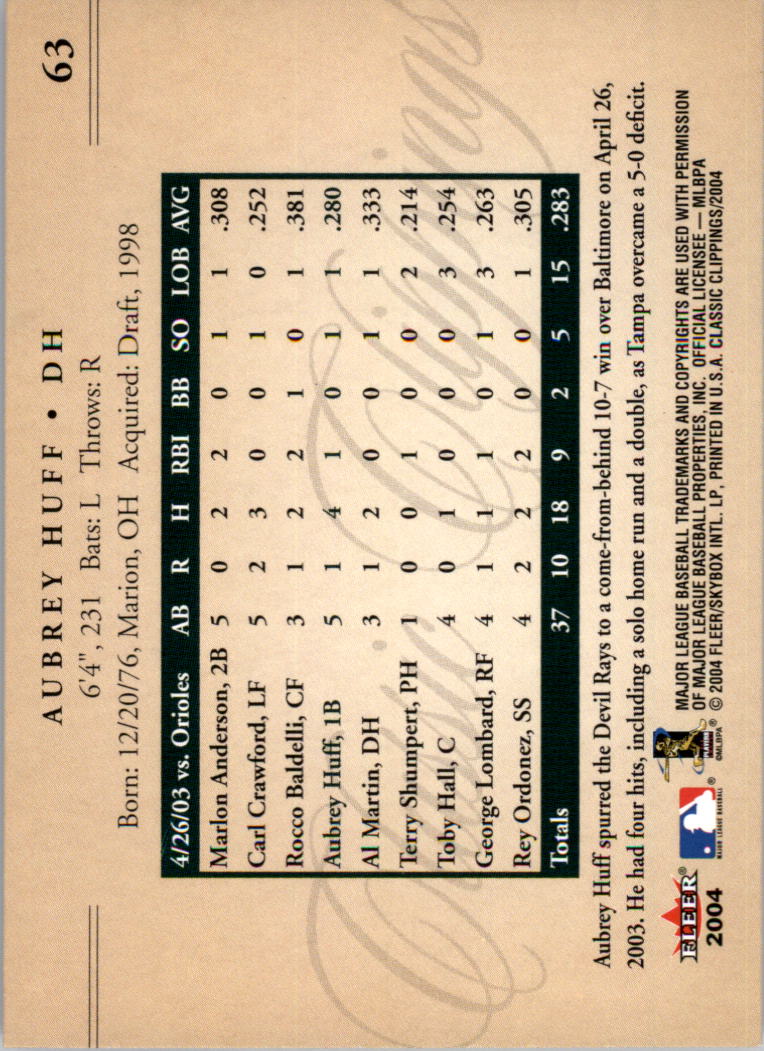 63
AUBREY HUFF • DH
6'4", 231 Bats: L Throws: R
Born: 12/20/76, Marion, OH Acquired: Draft, 1998
4/26/03 vs. Orioles AB R H RBI BB SO LOB AVG
Marlon Anderson, 2B 5 0 2 2 0 1 1 .308
Carl Crawford, LF 5 2 3 0 0 1 0 .252
Rocco Baldelli, CF 3 1 2 2 1 0 1 .381
Aubrey Huff, 1B 5 1 4 1 0 1 1 .280
Al Martin, DH 3 1 2 0 0 1 1 .333
Terry Shumpert, PH 1 0 0 1 0 0 2 .214
Toby Hall, C 4 0 1 0 0 0 3 .254
George Lombard, RF 4 1 1 1 0 1 3 .263
Rey Ordonez, SS 4 2 2 2 0 0 1 .305
Totals 37 10 18 9 2 5 15 .283
Classic Clippings
Aubrey Huff spurred the Devil Rays to a come-from-behind 10-7 win over Baltimore on April 26,
2003. He had four hits, including a solo home run and a double, as Tampa overcame a 5-0 deficit.
FLEER®
2004
MAJOR LEAGUE BASEBALL ®
PLAYERS ®
©MLBPA
MAJOR LEAGUE BASEBALL TRADEMARKS AND COPYRIGHTS ARE USED WITH PERMISSION
OF MAJOR LEAGUE BASEBALL PROPERTIES, INC. OFFICIAL LICENSEE — MLBPA
© 2004 FLEER/SKYBOX INTL. LP, PRINTED IN U.S.A. CLASSIC CLIPPINGS/2004